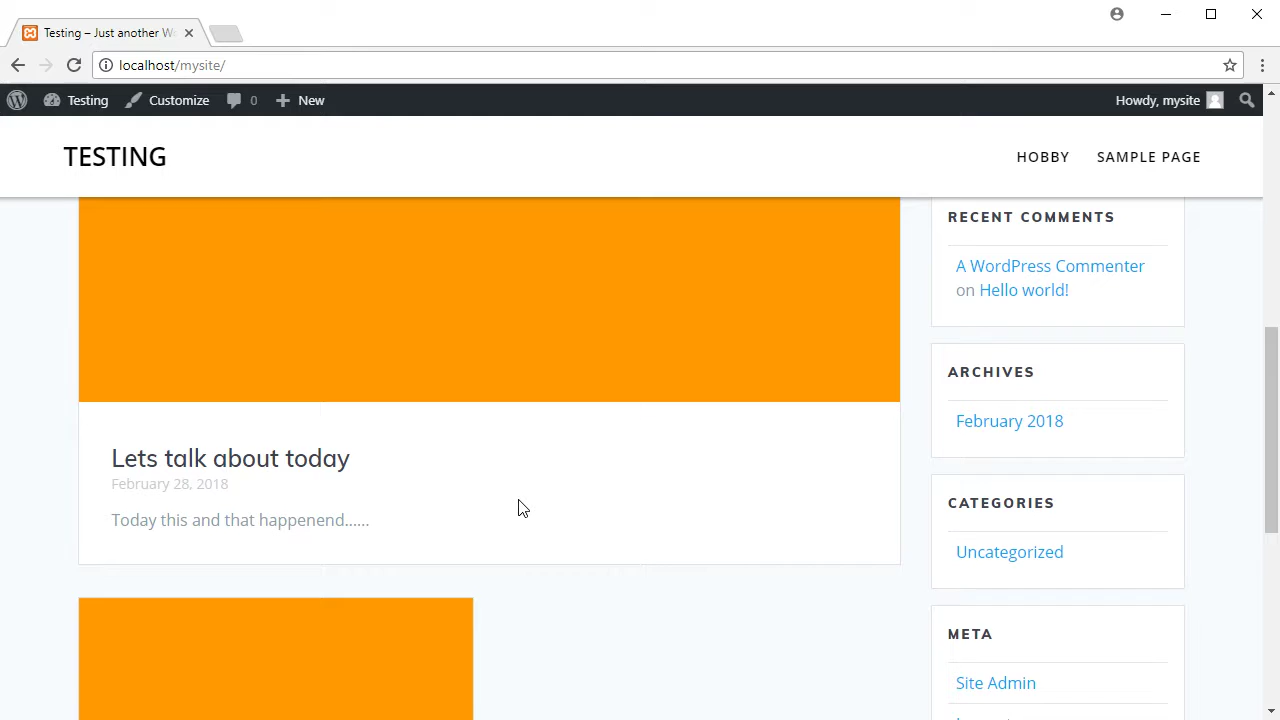 Testing – Just another W
localhost/mysite/
Testing
Customize
0
New
Howdy, mysite
TESTING
HOBBY
SAMPLE PAGE
RECENT COMMENTS
A WordPress Commenter
on Hello world!
ARCHIVES
February 2018
Lets talk about today
February 28, 2018
Today this and that happenend......
CATEGORIES
Uncategorized
META
Site Admin